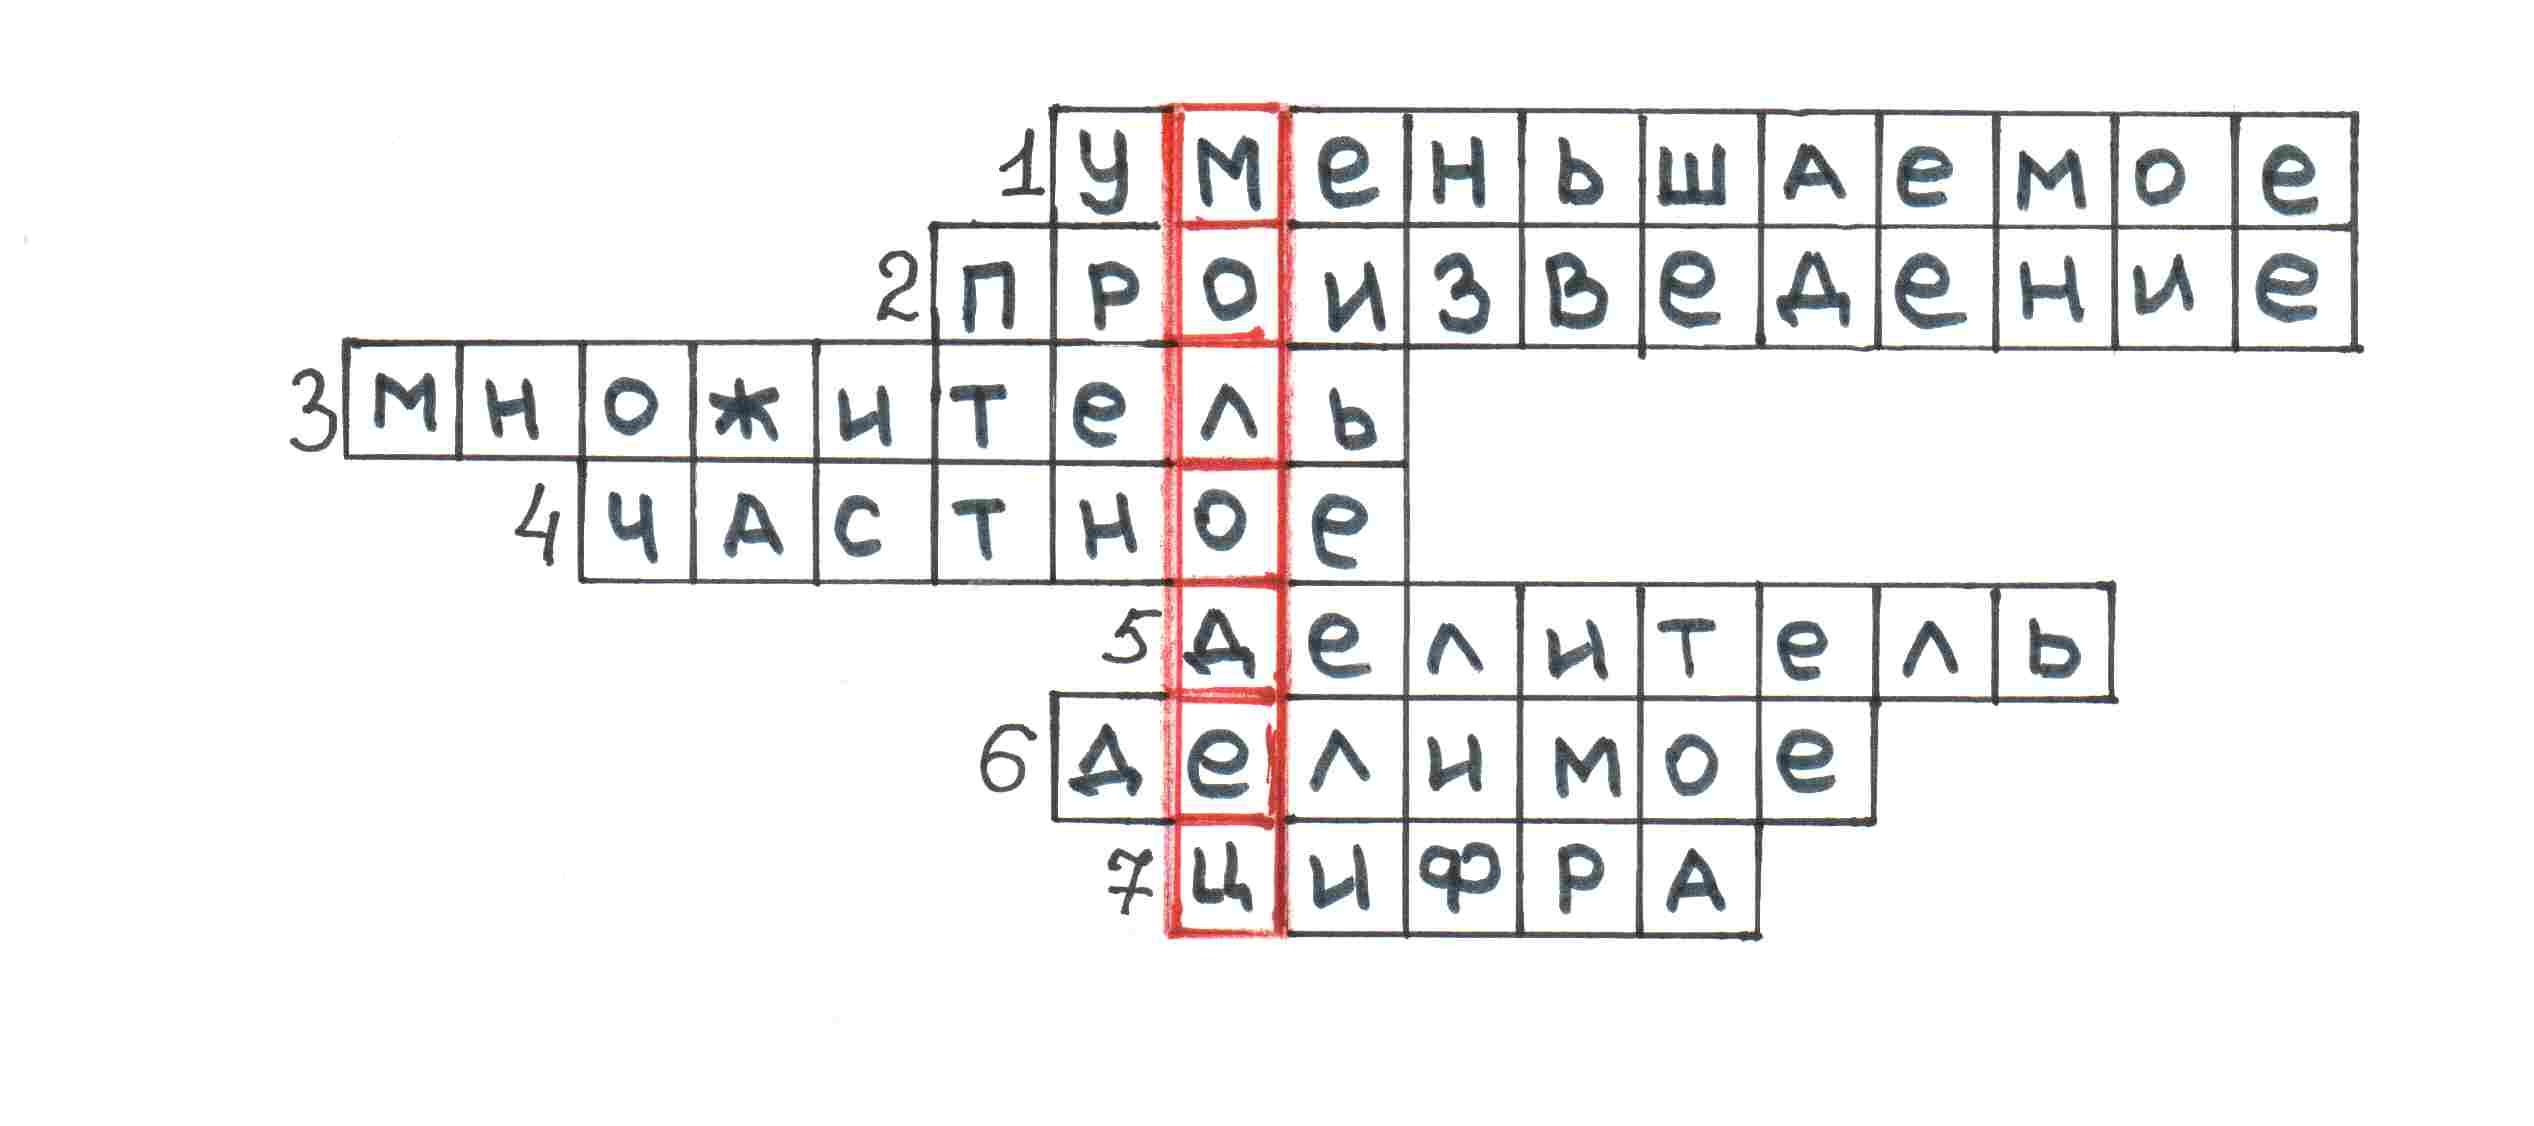 1 уменьшаемое
2 произведение
3 множитель
4 частное
5 делитель
6 делимое
7 цифра